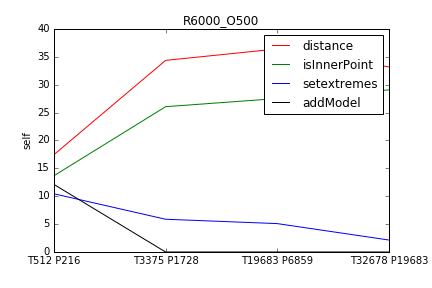 R6000_O500
40
35
30
25
20
15
10
5
0
self
distance
isInnerPoint
setextremes
addModel
T512 P216 T3375 P1728 T19683 P6859 T32678 P19683